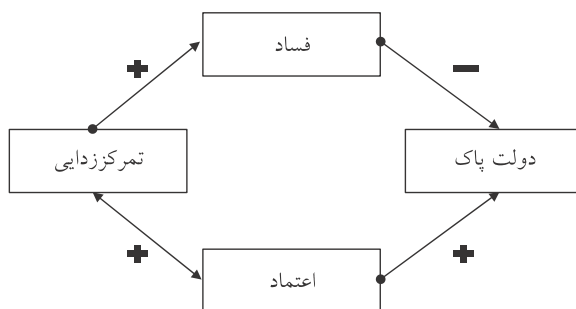 فساد
+
−
تمرکززدایی
دولت پاک
+
+
اعتماد